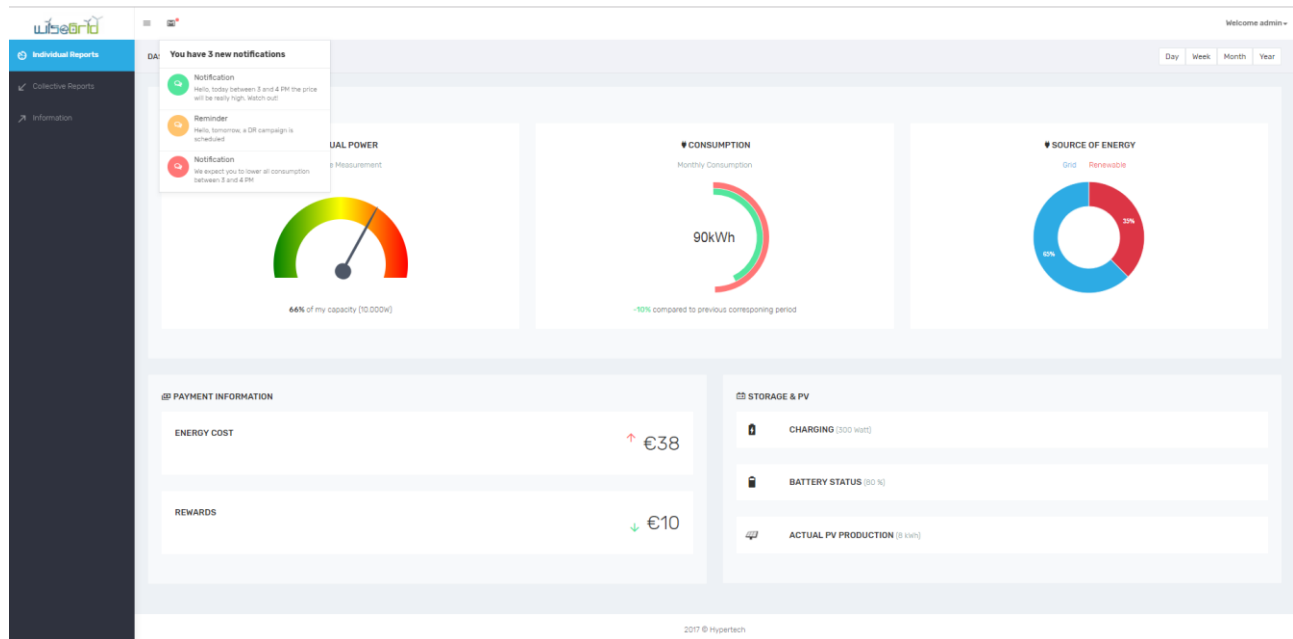 wiseGrid
Welcome admin
Individual Reports
Collective Reports
Information
DA
Day Week Month Year
You have 3 new notifications
Notification
Hello, today between 3 and 4 PM the price
will be really high. Watch out!
Reminder
Hello, tomorrow, a DR campaign is
scheduled
Notification
We expect you to lower all consumption
between 3 and 4 PM
UAL POWER
Measurement
66% of my capacity (10.000W)
CONSUMPTION
Monthly Consumption
90kWh
-10% compared to previous corresponing period
SOURCE OF ENERGY
Grid Renewable
65%
PAYMENT INFORMATION
ENERGY COST
€38
REWARDS
€10
STORAGE & PV
CHARGING (300 Watt)
BATTERY STATUS (80 %)
ACTUAL PV PRODUCTION (8 kWh)
2017 © Hypertech